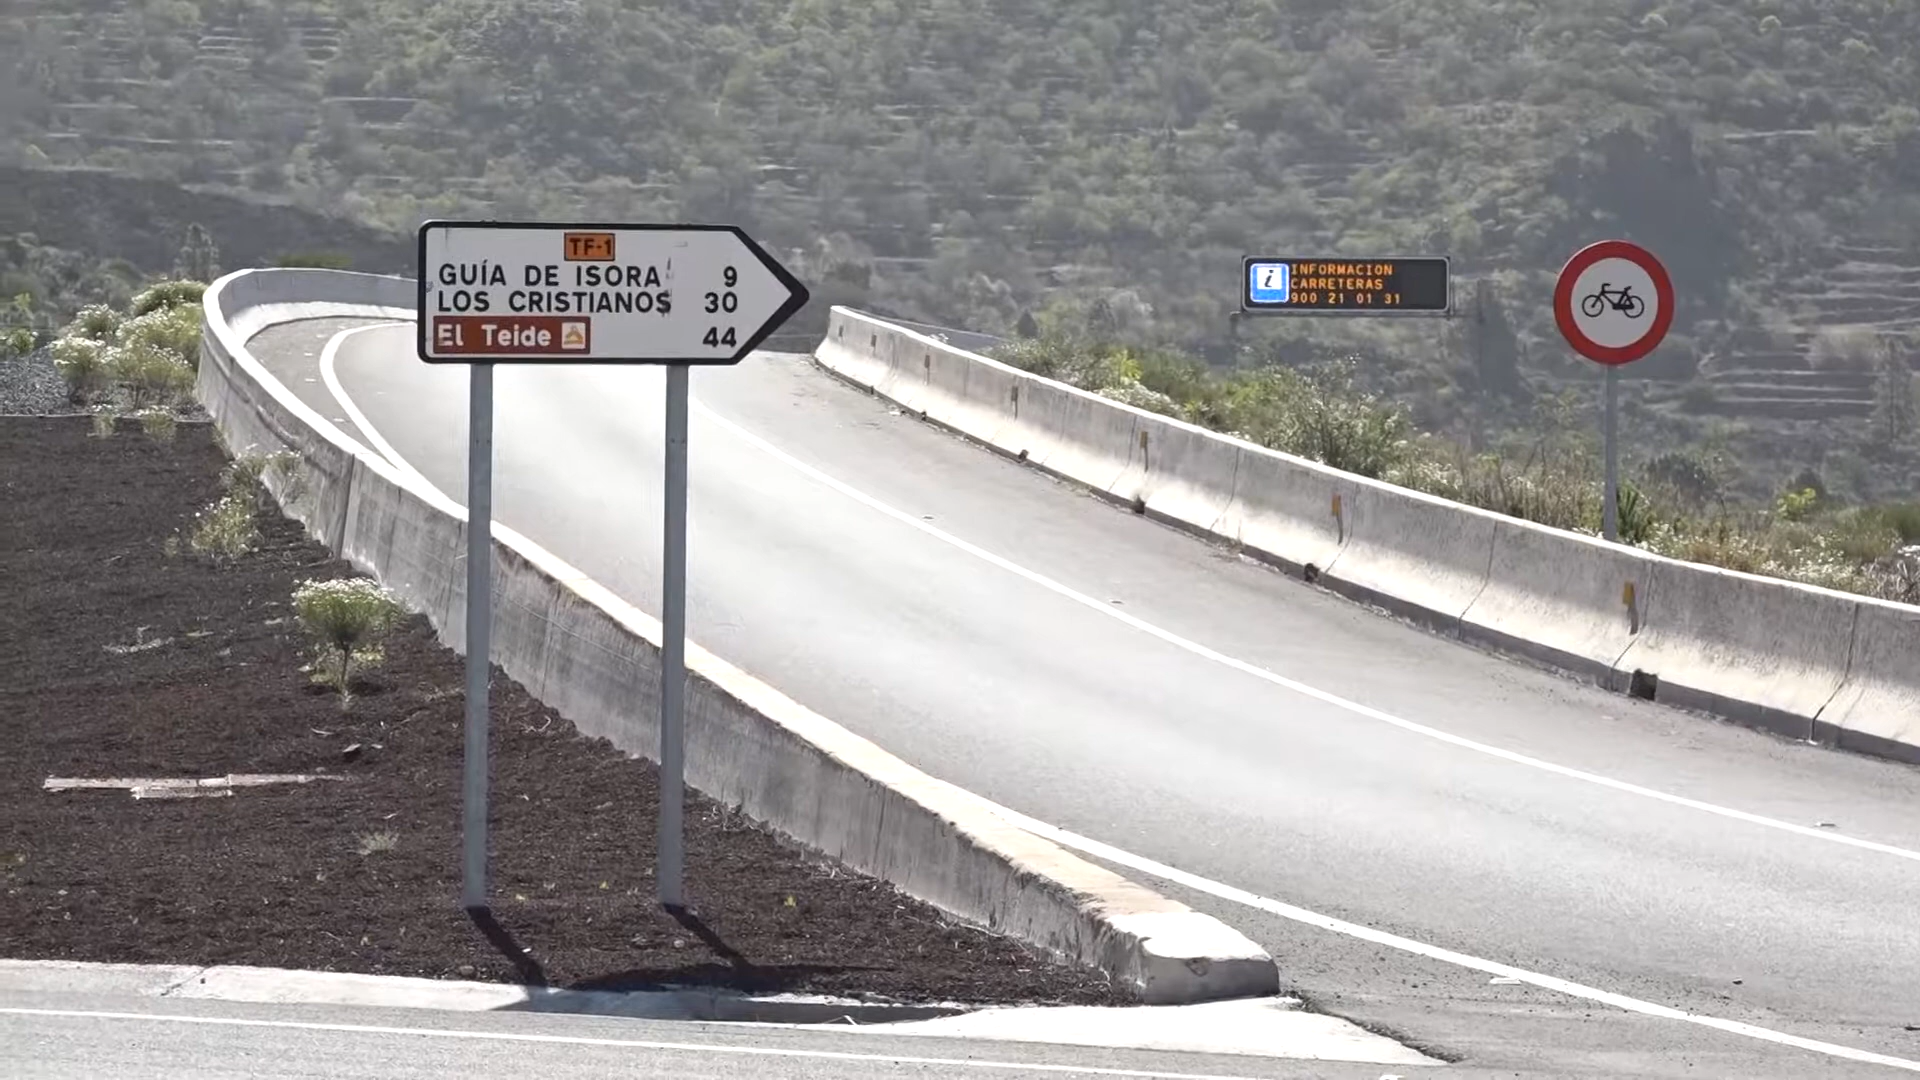 TF-1
GUÍA DE ISORA 9
LOS CRISTIANOS 30
El Teide 44
i INFORMACION
CARRETERAS
900 21 01 31